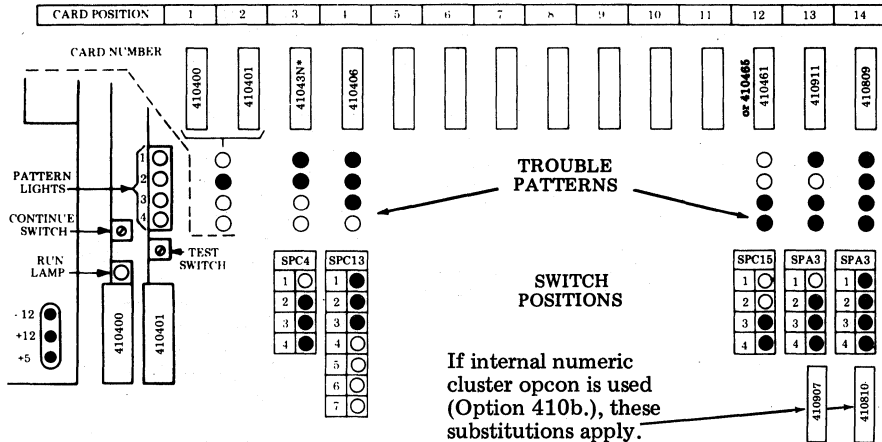 CARD POSITION 1 2 3 4 5 6 7 8 9 10 11 12 13 14
CARD NUMBER
410400
410401
41043N*
410406
or 410465
410461
410911
410809
PATTERN
LIGHTS
1
2
3
4
CONTINUE
SWITCH
TEST
SWITCH
RUN
LAMP
- 12
+12
+5
410400
410401
TROUBLE
PATTERNS
SPC4
1
2
3
4
SPC13
1
2
3
4
5
6
7
SWITCH
POSITIONS
SPC15
1
2
3
4
SPA3
1
2
3
4
SPA3
1
2
3
4
If internal numeric
cluster opcon is used
(Option 410b.), these
substitutions apply.
410907
410810